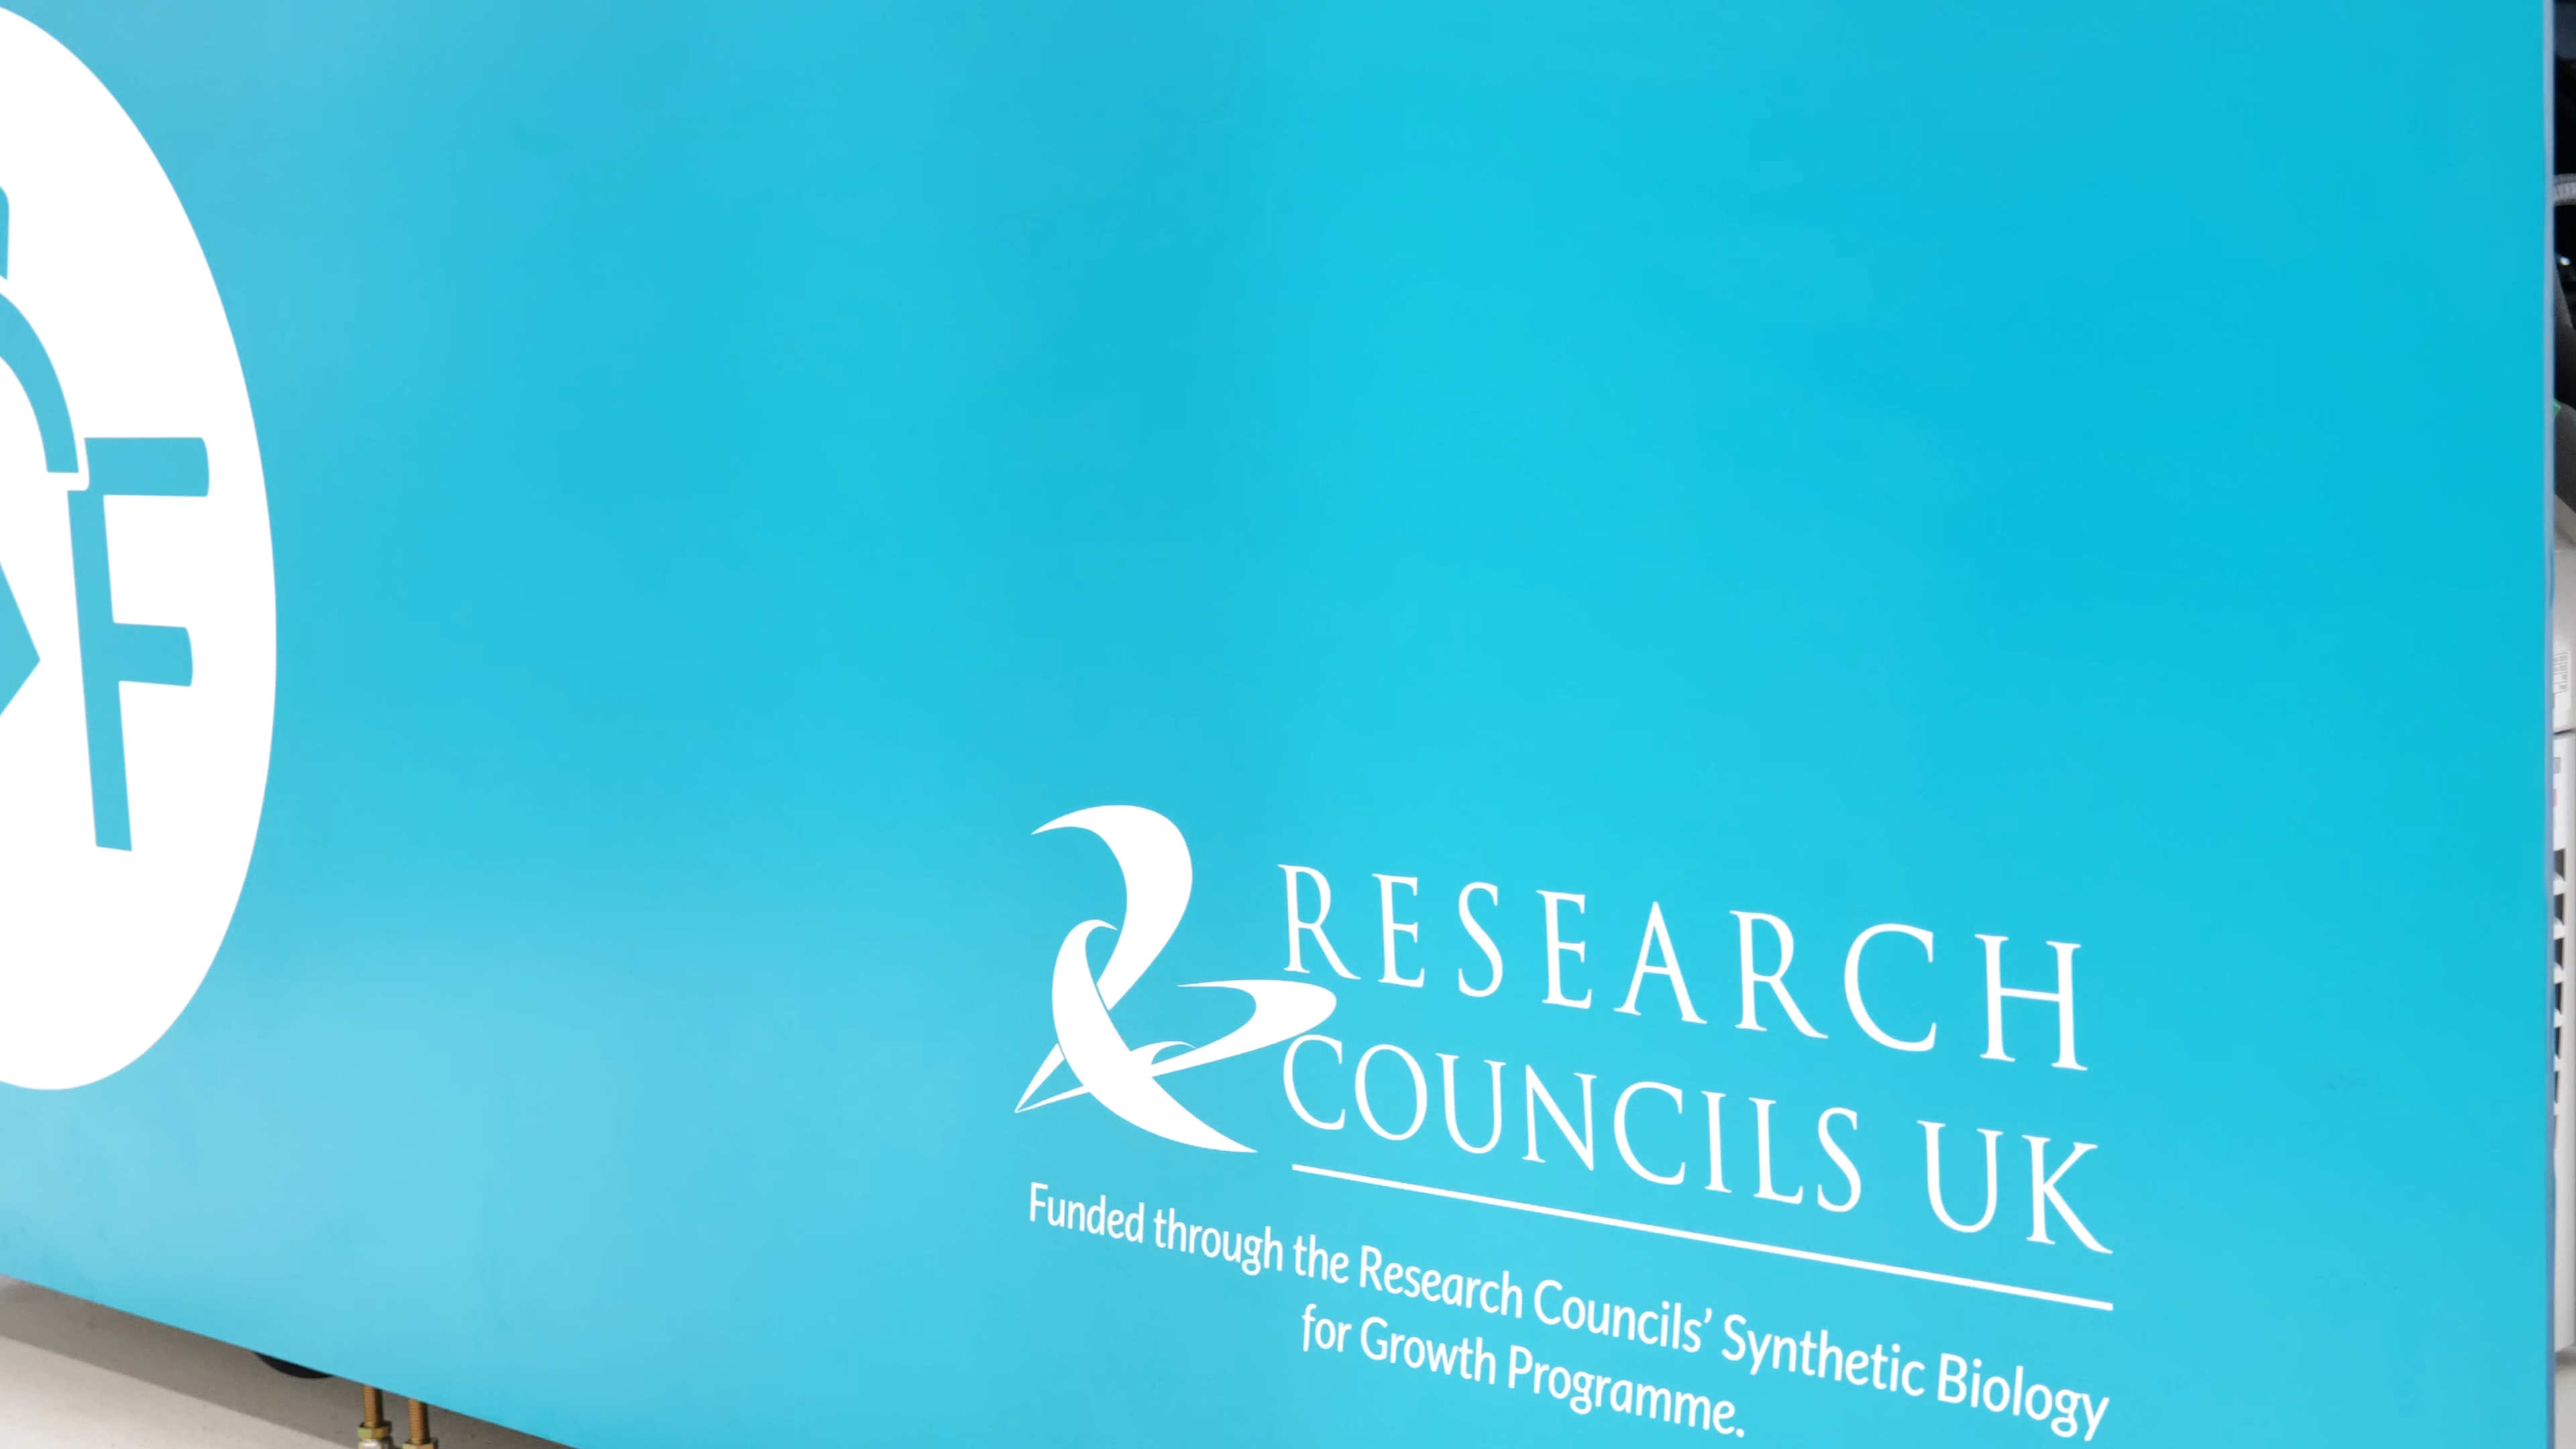 F
RESEARCH
COUNCILS UK
Funded through the Research Councils' Synthetic Biology
for Growth Programme.